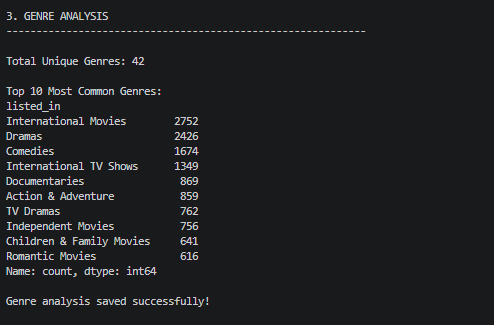 3. GENRE ANALYSIS
------------------------------------------------------------
Total Unique Genres: 42
Top 10 Most Common Genres:
listed_in
International Movies        2752
Dramas                      2426
Comedies                    1674
International TV Shows      1349
Documentaries                869
Action & Adventure           859
TV Dramas                    762
Independent Movies           756
Children & Family Movies     641
Romantic Movies              616
Name: count, dtype: int64
Genre analysis saved successfully!